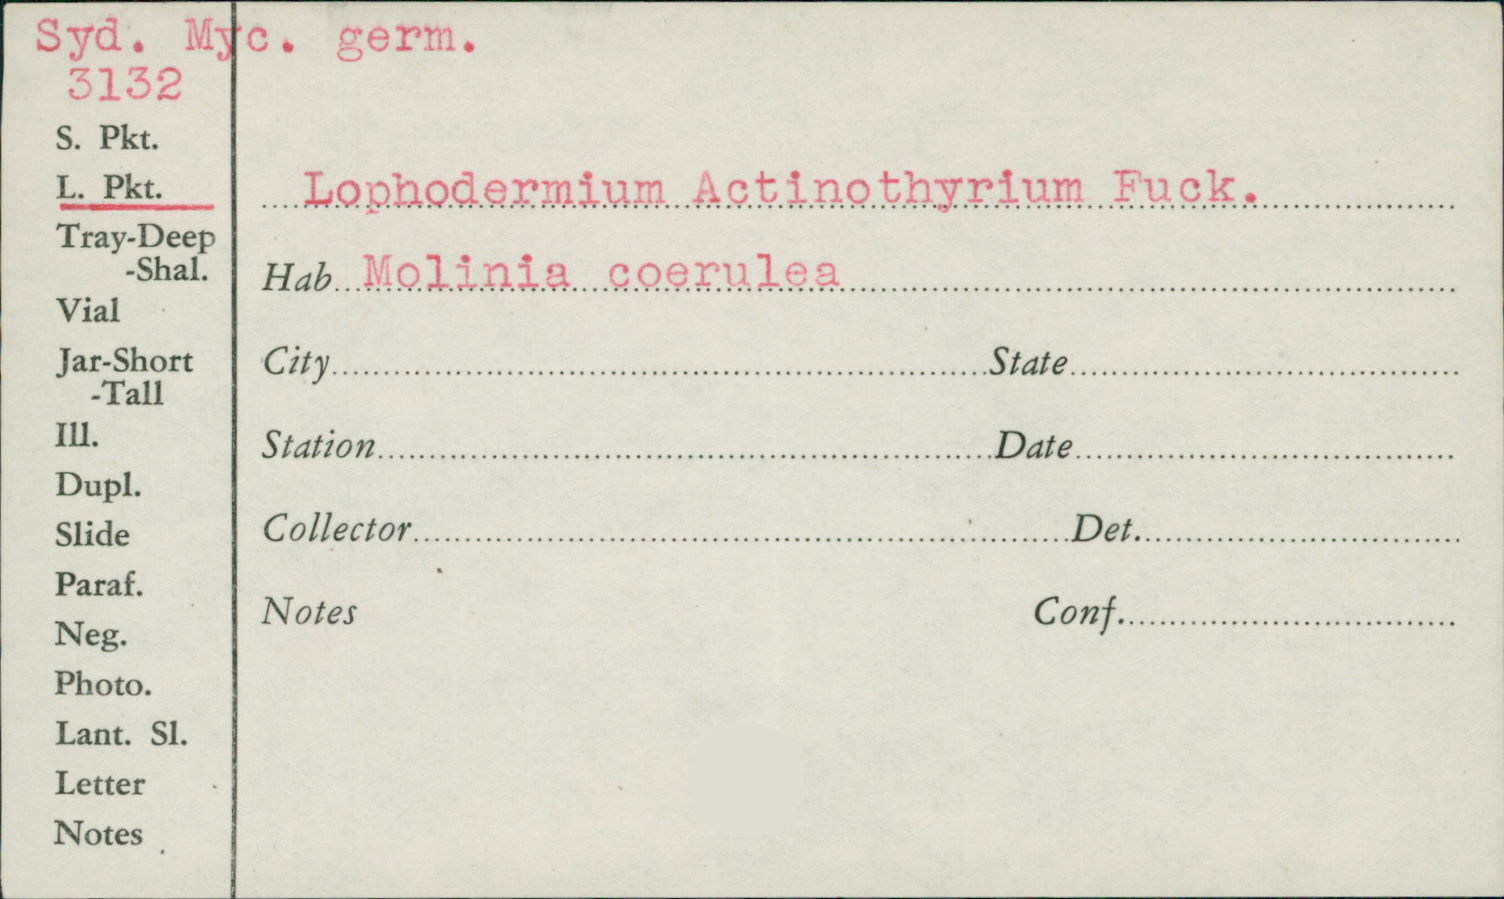 Syd. Myc. germ.
3132
S. Pkt.
L. Pkt.
Tray-Deep
-Shal.
Vial
Jar-Short
-Tall
Ill.
Dupl.
Slide
Paraf.
Neg.
Photo.
Lant. Sl.
Letter
Notes
Lophodermium Actinothyrium Fuck.
Hab. Molinia coerulea
City State
Station Date
Collector Det.
Notes Conf.